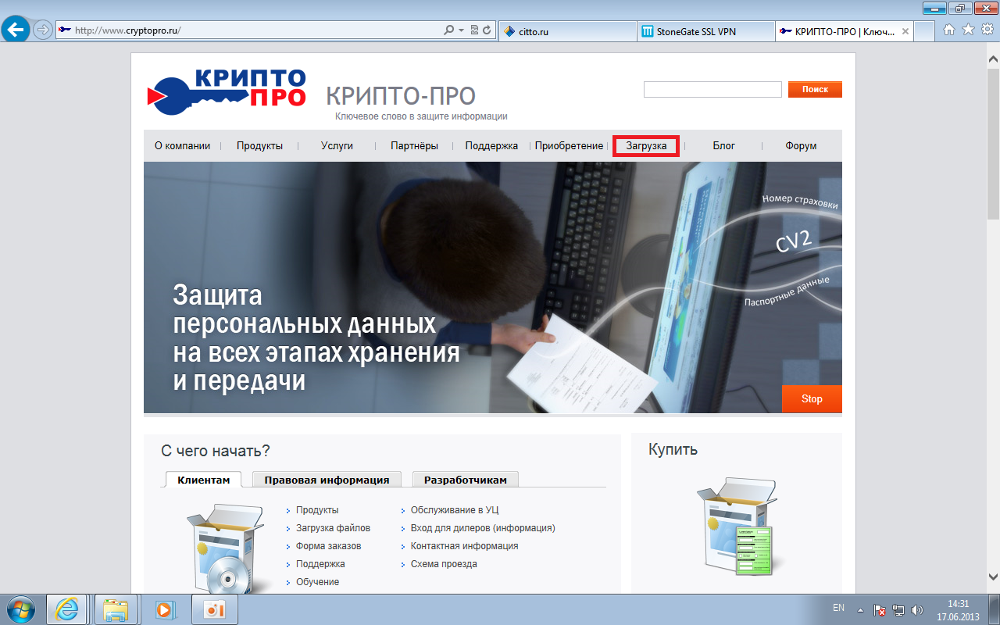 http://www.cryptopro.ru/
citto.ru
StoneGate SSL VPN
КРИПТО-ПРО | Ключ...
КРИПТО
ПРО
КРИПТО-ПРО
Ключевое слово в защите информации
Поиск
О компании
Продукты
Услуги
Партнёры
Поддержка
Приобретение
Загрузка
Блог
Форум
Номер страховки
CV2
Паспортные данные
Защита
персональных данных
на всех этапах хранения
и передачи
Stop
С чего начать?
Клиентам
Правовая информация
Разработчикам
Продукты
Загрузка файлов
Форма заказов
Поддержка
Обучение
Обслуживание в УЦ
Вход для дилеров (информация)
Контактная информация
Схема проезда
Купить
EN
14:31
17.06.2013